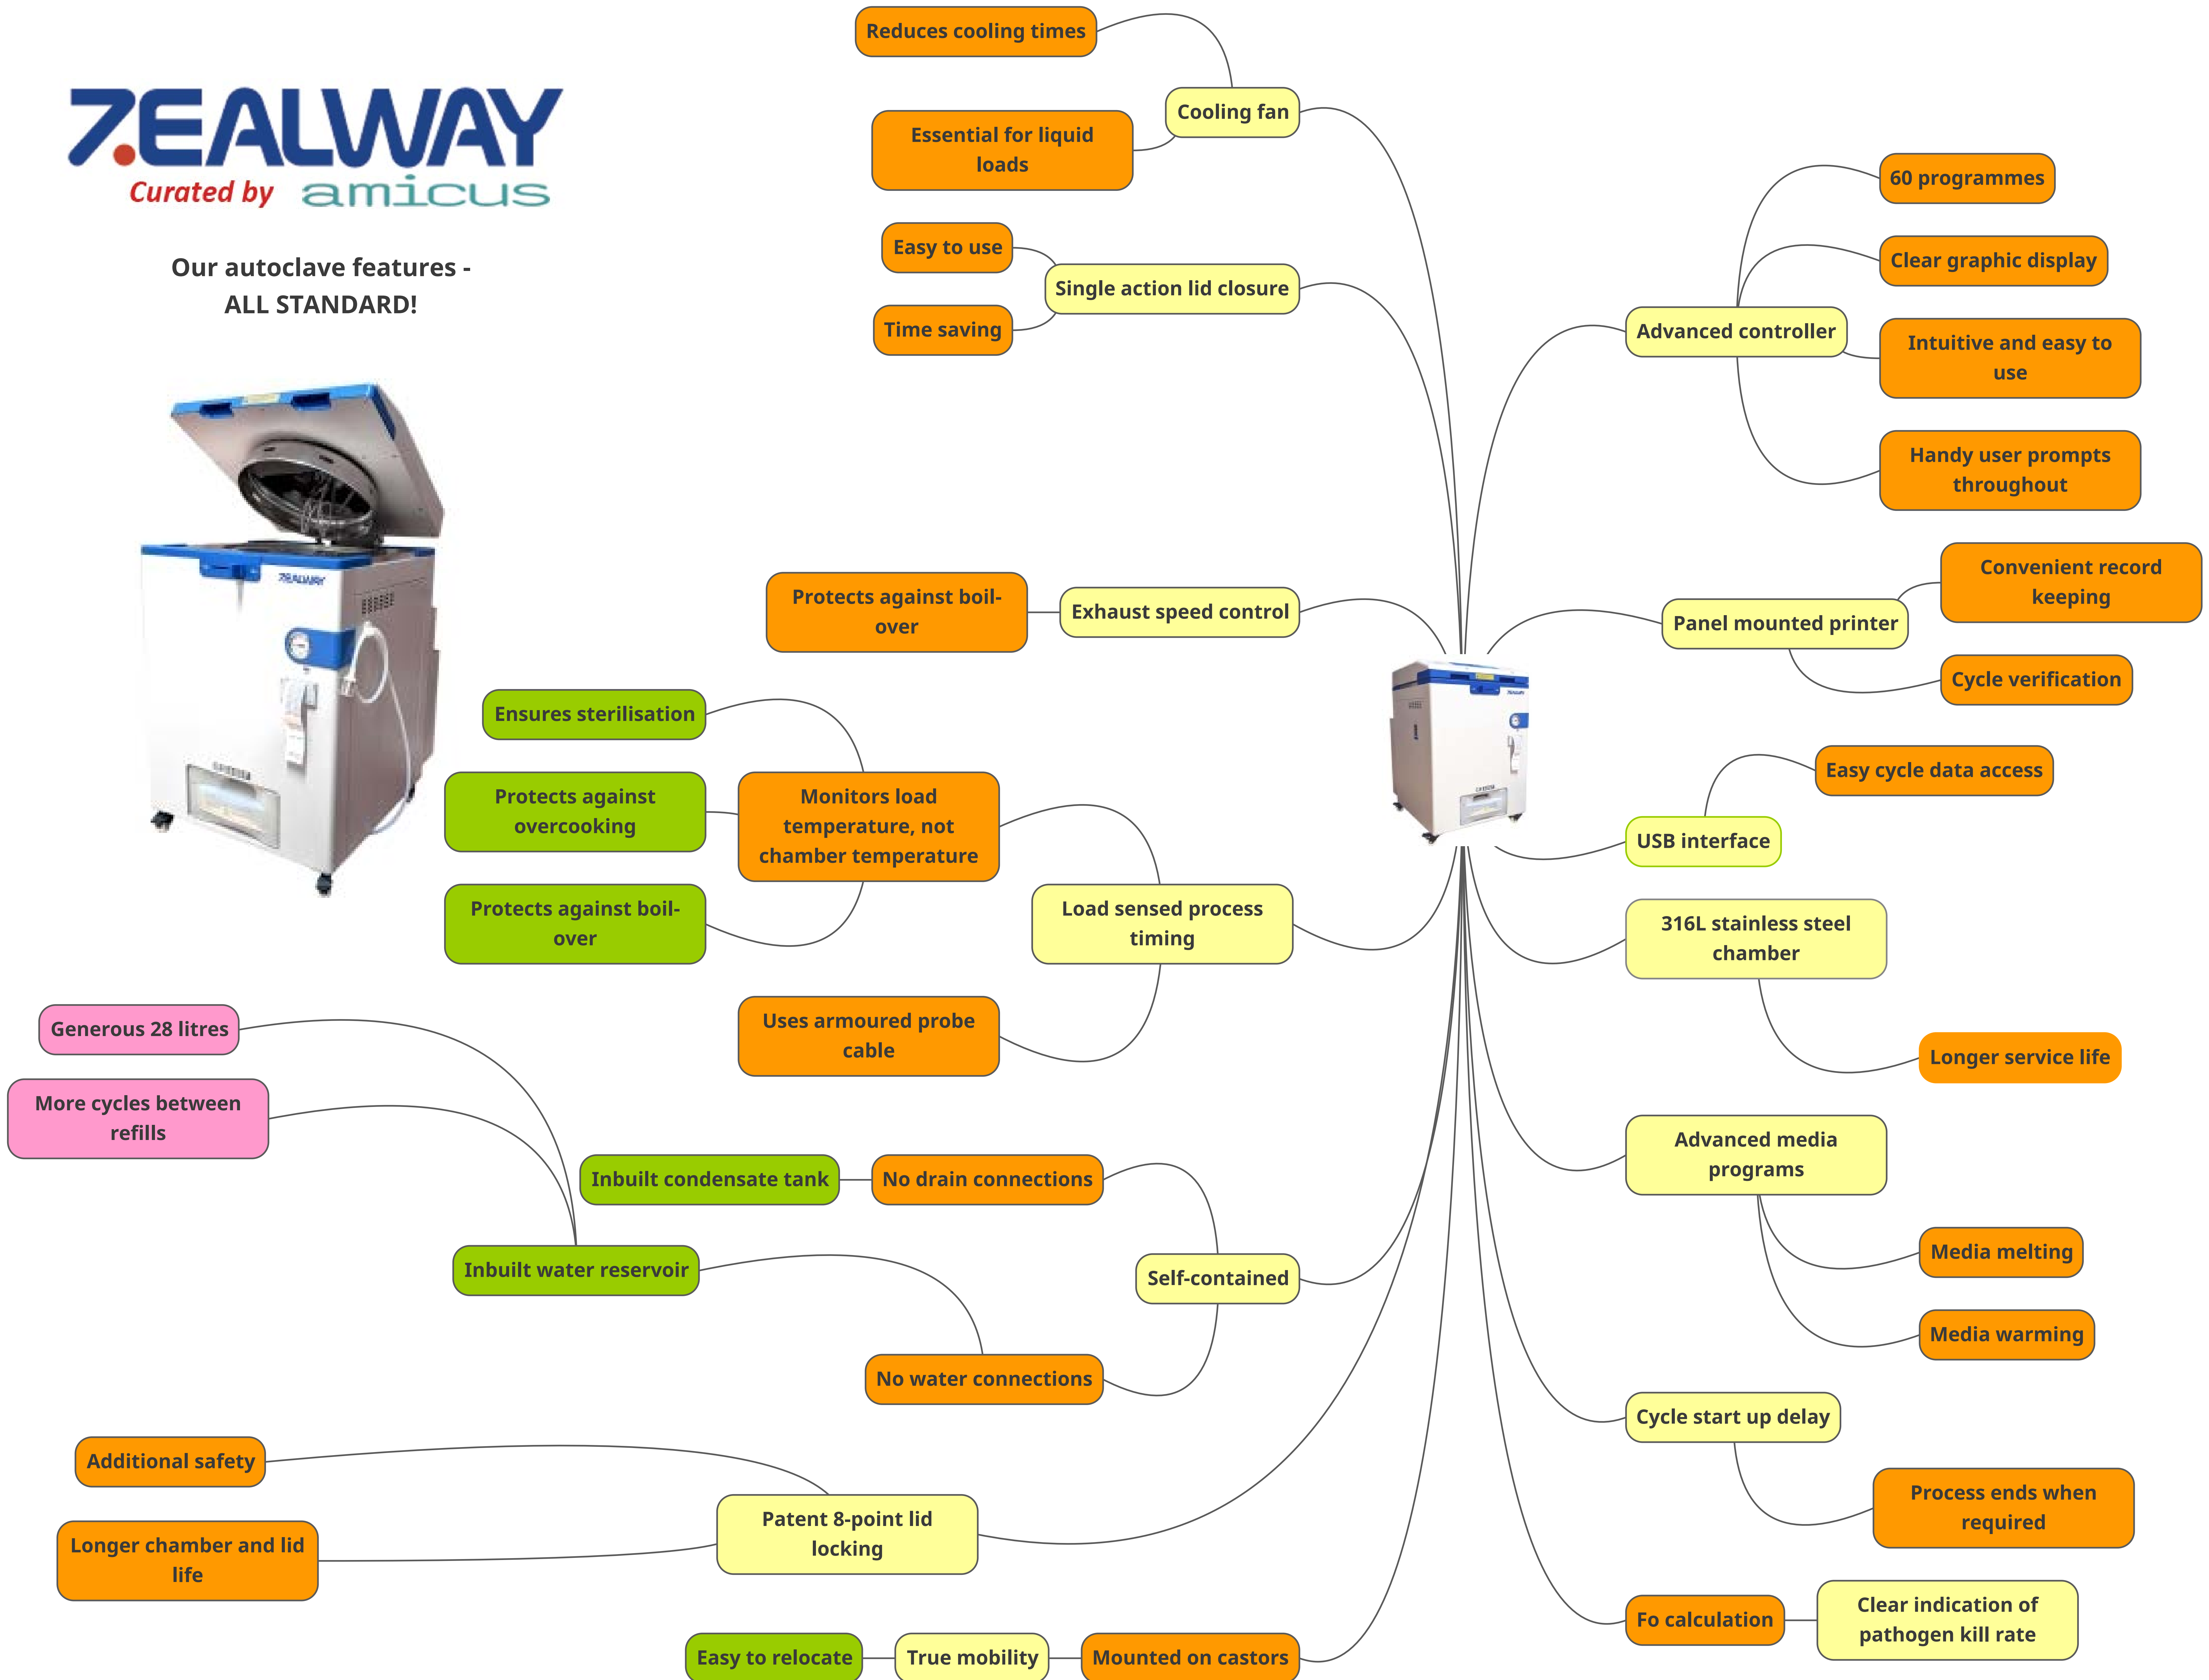 ZEALWAY
Curated by amicus
Our autoclave features -
ALL STANDARD!
ZEALWAY
Reduces cooling times
Cooling fan
Essential for liquid
loads
Easy to use
Single action lid closure
Time saving
Protects against boil-
over
Exhaust speed control
Ensures sterilisation
Protects against
overcooking
Protects against boil-
over
Monitors load
temperature, not
chamber temperature
Load sensed process
timing
Uses armoured probe
cable
Generous 28 litres
More cycles between
refills
Inbuilt condensate tank
No drain connections
Inbuilt water reservoir
Self-contained
No water connections
Additional safety
Patent 8-point lid
locking
Longer chamber and lid
life
Easy to relocate
True mobility
Mounted on castors
60 programmes
Clear graphic display
Advanced controller
Intuitive and easy to
use
Handy user prompts
throughout
Convenient record
keeping
Panel mounted printer
Cycle verification
ZEALWAY
Easy cycle data access
USB interface
316L stainless steel
chamber
Longer service life
Advanced media
programs
Media melting
Media warming
Cycle start up delay
Process ends when
required
Fo calculation
Clear indication of
pathogen kill rate